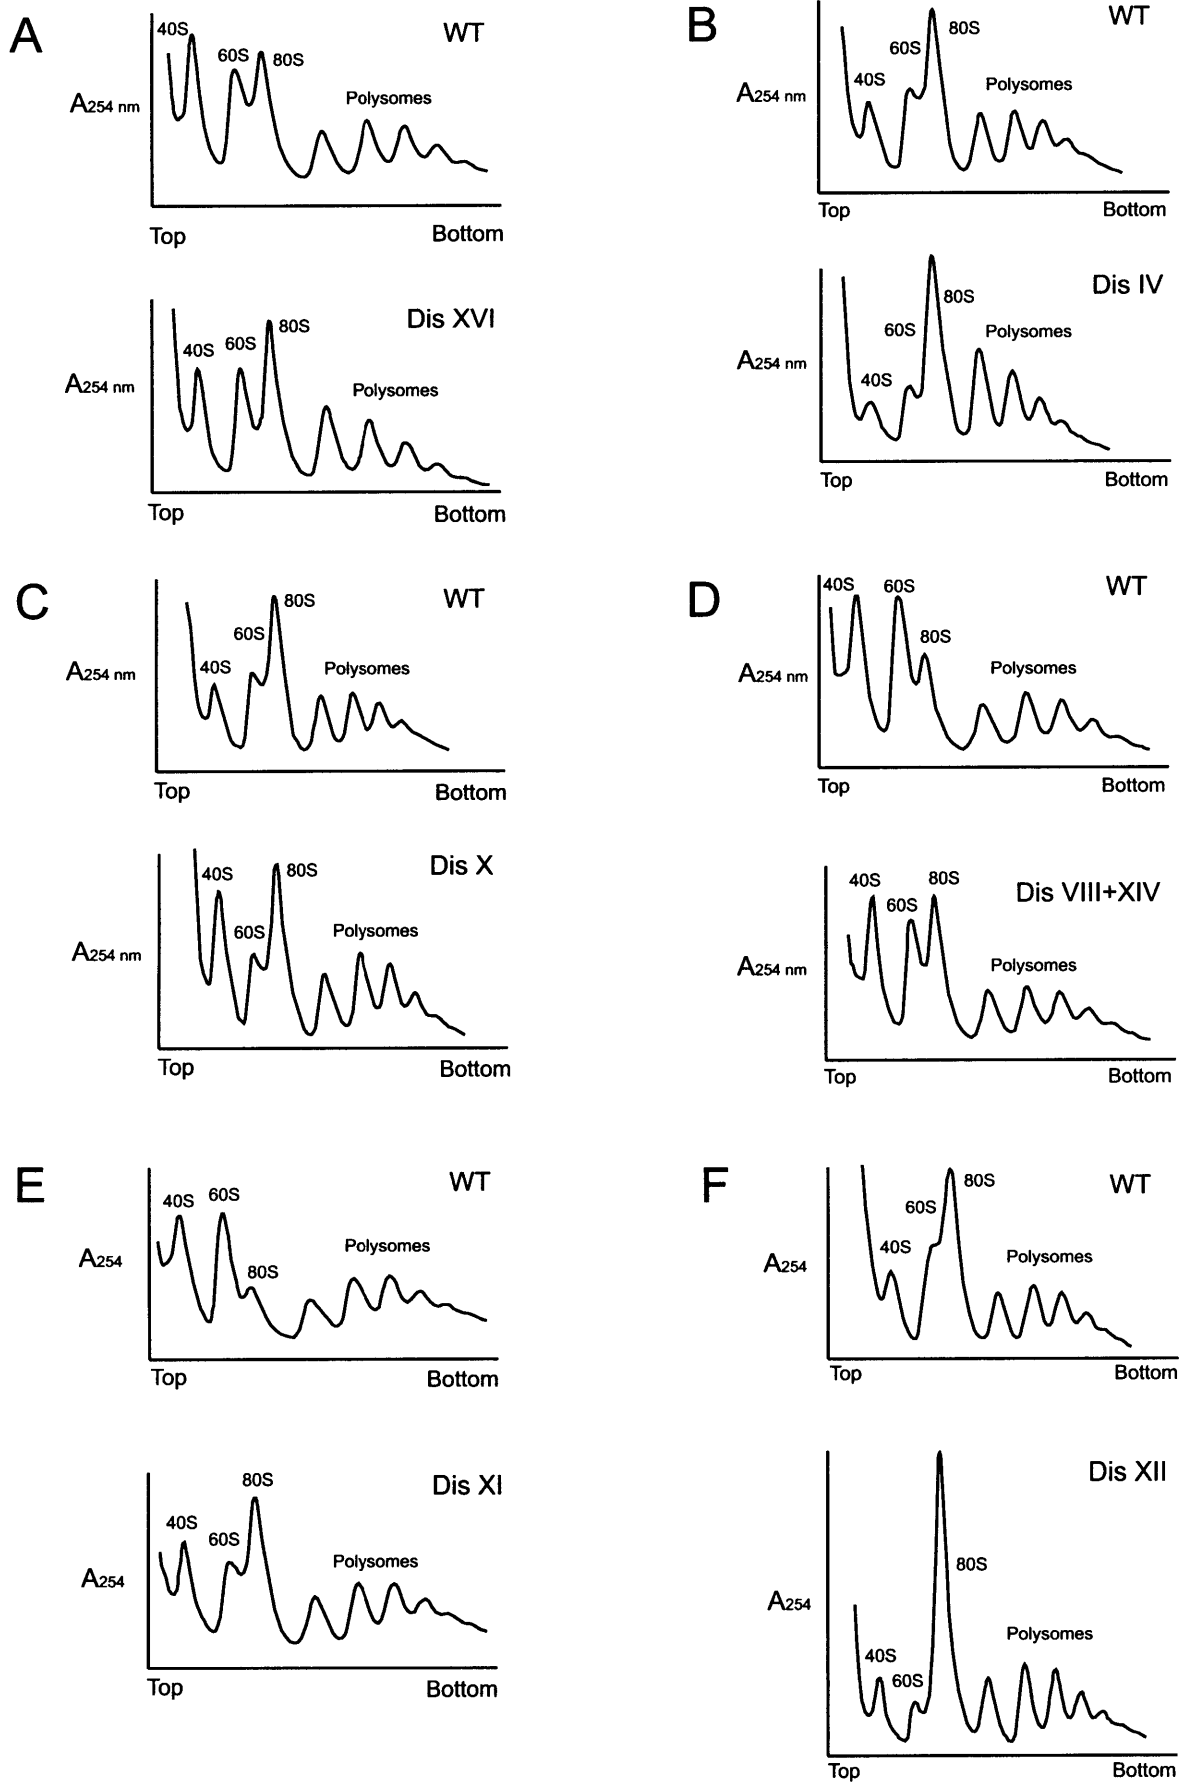 A
WT
40S
60S
80S
Polysomes
A254 nm
Top
Bottom
Dis XVI
40S
60S
80S
Polysomes
A254 nm
Top
Bottom
B
WT
40S
60S
80S
Polysomes
A254 nm
Top
Bottom
Dis IV
40S
60S
80S
Polysomes
A254 nm
Top
Bottom
C
WT
40S
60S
80S
Polysomes
A254 nm
Top
Bottom
Dis X
40S
60S
80S
Polysomes
A254 nm
Top
Bottom
D
WT
40S
60S
80S
Polysomes
A254 nm
Top
Bottom
Dis VIII+XIV
40S
60S
80S
Polysomes
A254 nm
Top
Bottom
E
WT
40S
60S
80S
Polysomes
A254
Top
Bottom
Dis XI
40S
60S
80S
Polysomes
A254
Top
Bottom
F
WT
40S
60S
80S
Polysomes
A254
Top
Bottom
Dis XII
40S
60S
80S
Polysomes
A254
Top
Bottom